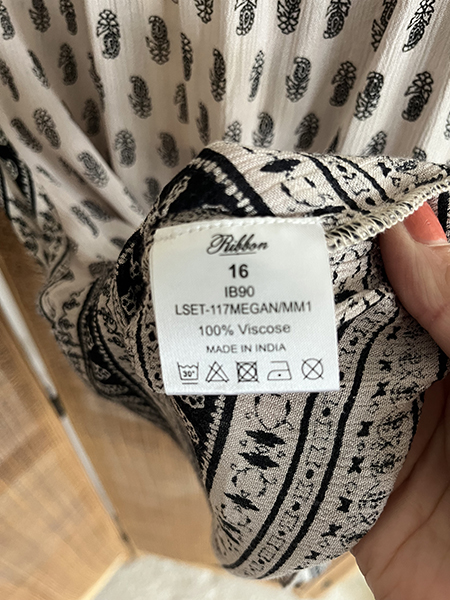 Ribbon
16
IB90
LSET-117MEGAN/MM1
100% Viscose
MADE IN INDIA
30°